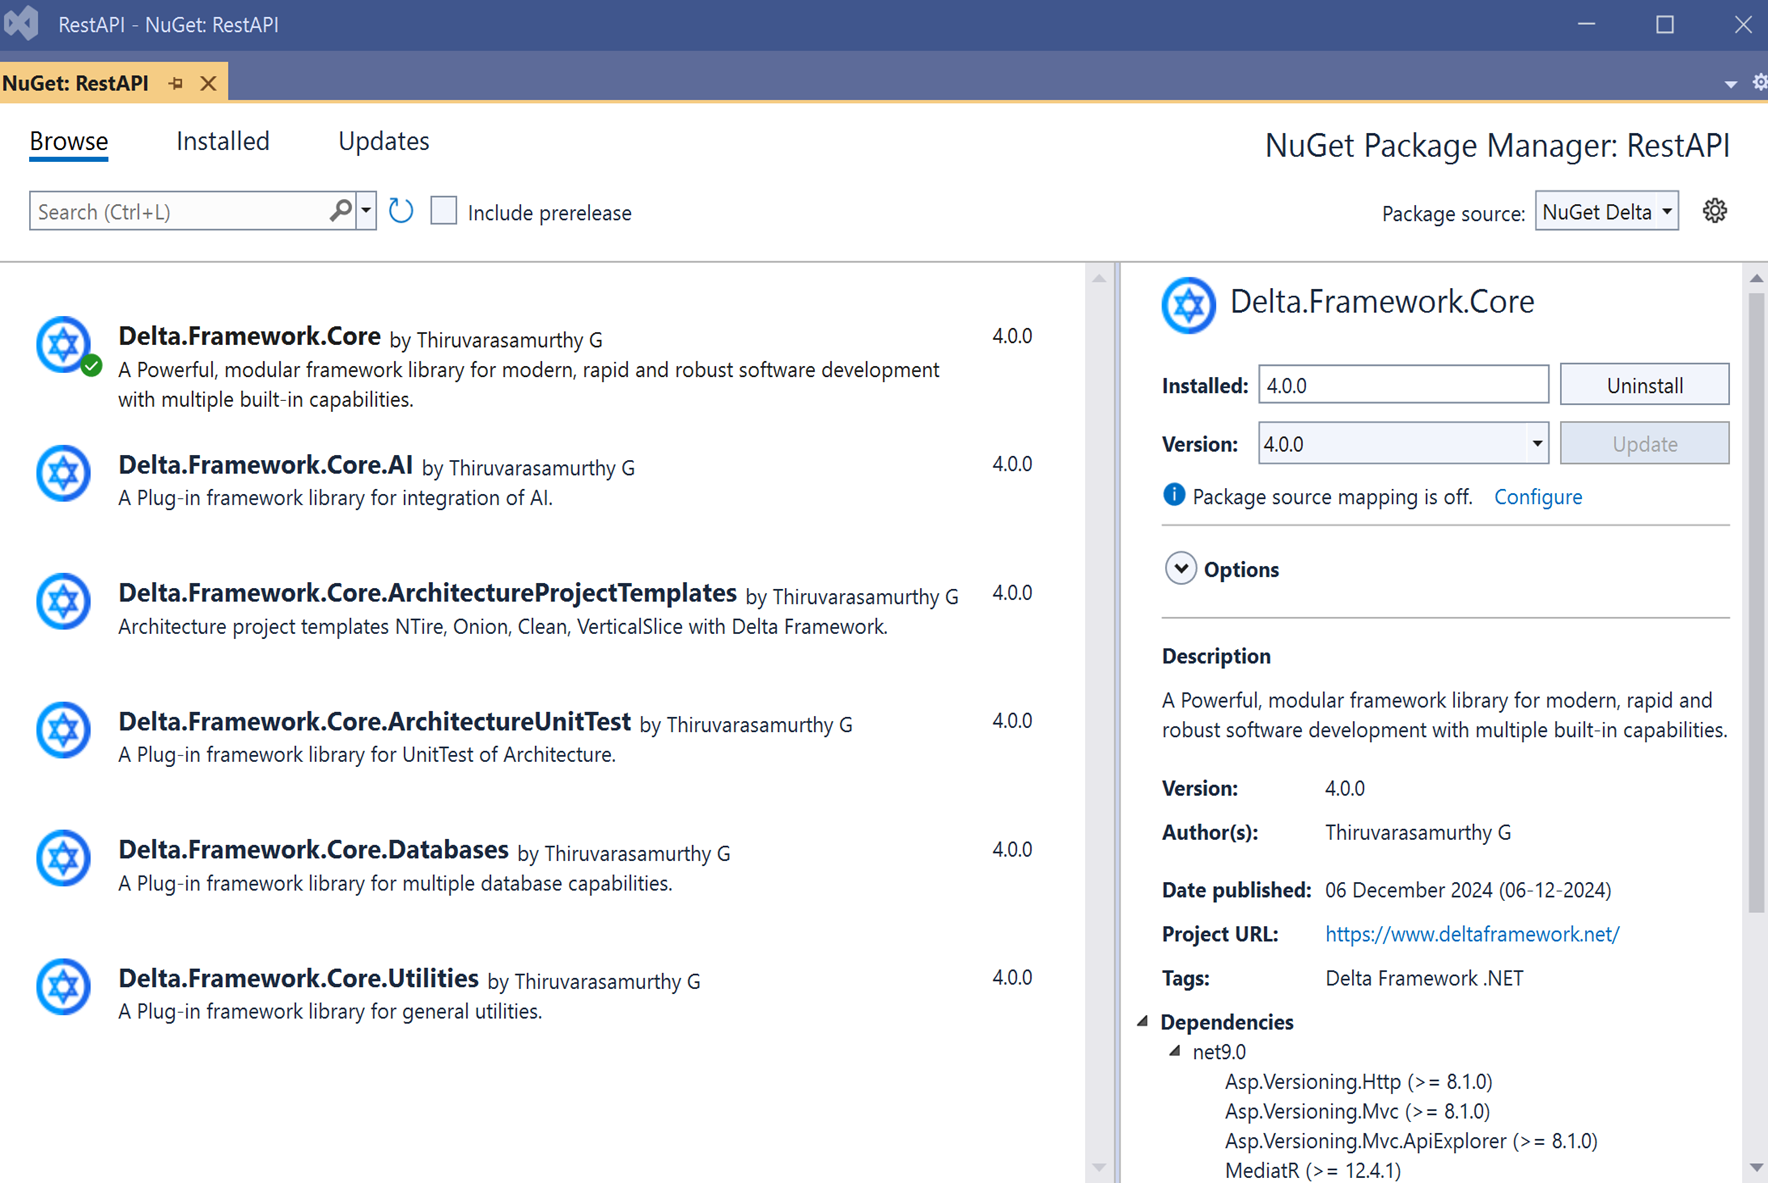 RestAPI - NuGet: RestAPI
NuGet: RestAPI
Browse Installed Updates
NuGet Package Manager: RestAPI
Search (Ctrl+L) Include prerelease
Package source: NuGet Delta
Delta.Framework.Core by Thiruvarasamurthy G 4.0.0
A Powerful, modular framework library for modern, rapid and robust software development
with multiple built-in capabilities.
Delta.Framework.Core.AI by Thiruvarasamurthy G 4.0.0
A Plug-in framework library for integration of AI.
Delta.Framework.Core.ArchitectureProjectTemplates by Thiruvarasamurthy G 4.0.0
Architecture project templates NTire, Onion, Clean, VerticalSlice with Delta Framework.
Delta.Framework.Core.ArchitectureUnitTest by Thiruvarasamurthy G 4.0.0
A Plug-in framework library for UnitTest of Architecture.
Delta.Framework.Core.Databases by Thiruvarasamurthy G 4.0.0
A Plug-in framework library for multiple database capabilities.
Delta.Framework.Core.Utilities by Thiruvarasamurthy G 4.0.0
A Plug-in framework library for general utilities.
Delta.Framework.Core
Installed: 4.0.0 Uninstall
Version: 4.0.0 Update
Package source mapping is off. Configure
Options
Description
A Powerful, modular framework library for modern, rapid and
robust software development with multiple built-in capabilities.
Version: 4.0.0
Author(s): Thiruvarasamurthy G
Date published: 06 December 2024 (06-12-2024)
Project URL: https://www.deltaframework.net/
Tags: Delta Framework .NET
Dependencies
net9.0
Asp.Versioning.Http (>= 8.1.0)
Asp.Versioning.Mvc (>= 8.1.0)
Asp.Versioning.Mvc.ApiExplorer (>= 8.1.0)
MediatR (>= 12.4.1)